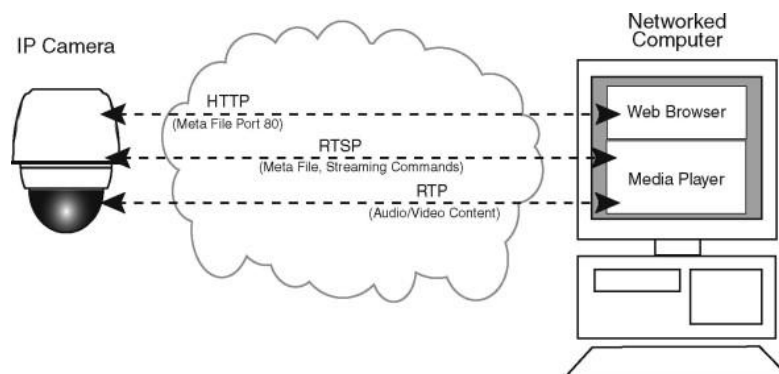 IP Camera
Networked
Computer
HTTP
(Meta File Port 80)
Web Browser
RTSP
(Meta File, Streaming Commands)
Media Player
RTP
(Audio/Video Content)